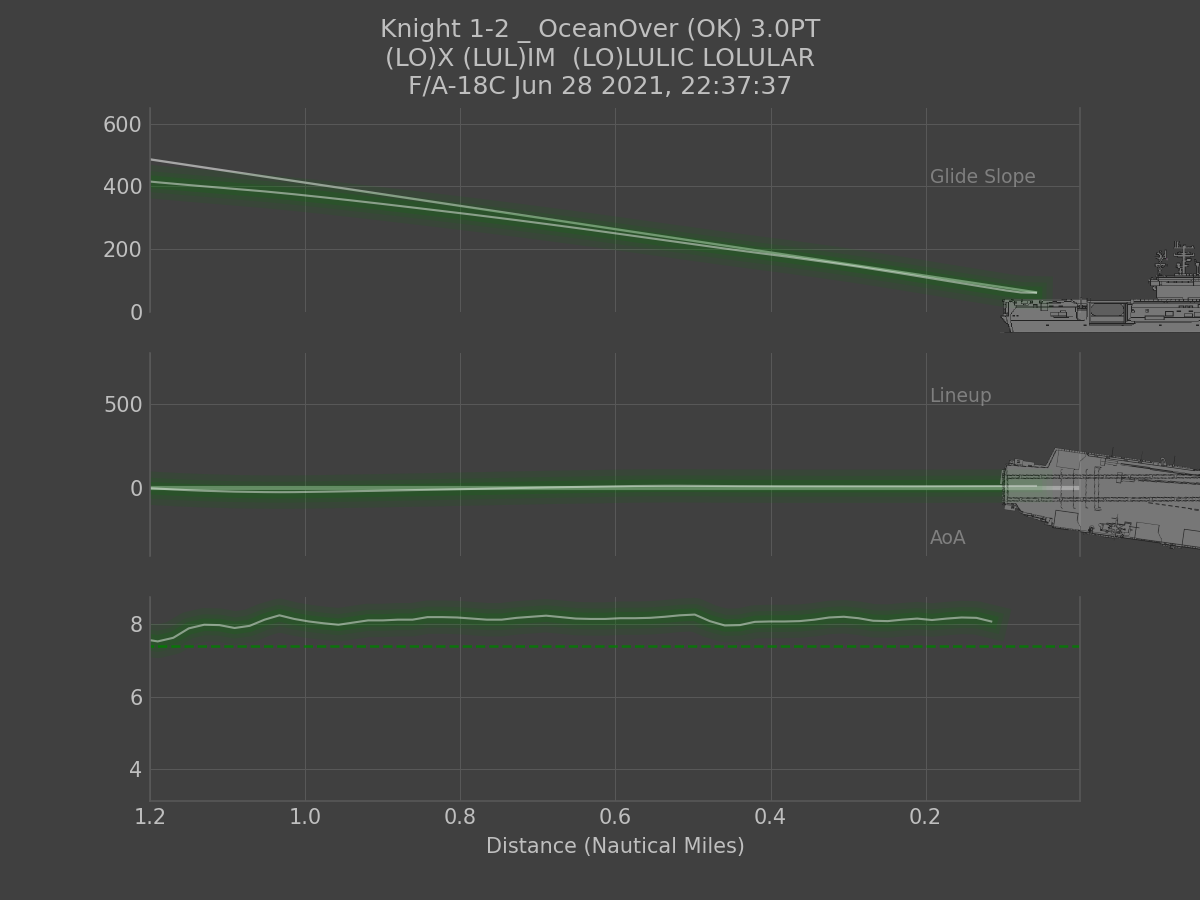 Knight 1-2 _ OceanOver (OK) 3.0PT
(LO)X (LUL)IM  (LO)LULIC LOLULAR
F/A-18C Jun 28 2021, 22:37:37
600
400
200
0
Glide Slope
500
0
Lineup
AoA
8
6
4
1.2 1.0 0.8 0.6 0.4 0.2
Distance (Nautical Miles)